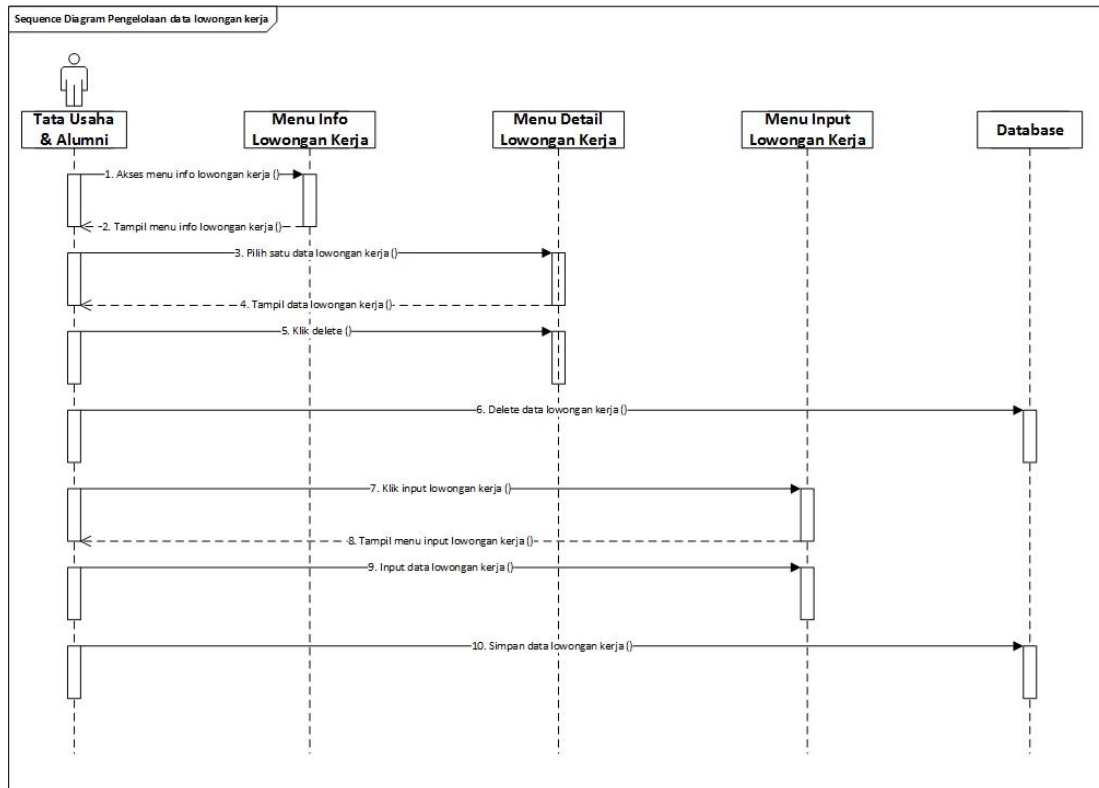 Sequence Diagram Pengelolaan data lowongan kerja
Tata Usaha
& Alumni
Menu Info
Lowongan Kerja
Menu Detail
Lowongan Kerja
Menu Input
Lowongan Kerja
Database
1. Akses menu info lowongan kerja ()
2. Tampil menu info lowongan kerja ()
3. Pilih satu data lowongan kerja ()
4. Tampil data lowongan kerja ()
5. Klik delete ()
6. Delete data lowongan kerja ()
7. Klik input lowongan kerja ()
8. Tampil menu input lowongan kerja ()
9. Input data lowongan kerja ()
10. Simpan data lowongan kerja ()